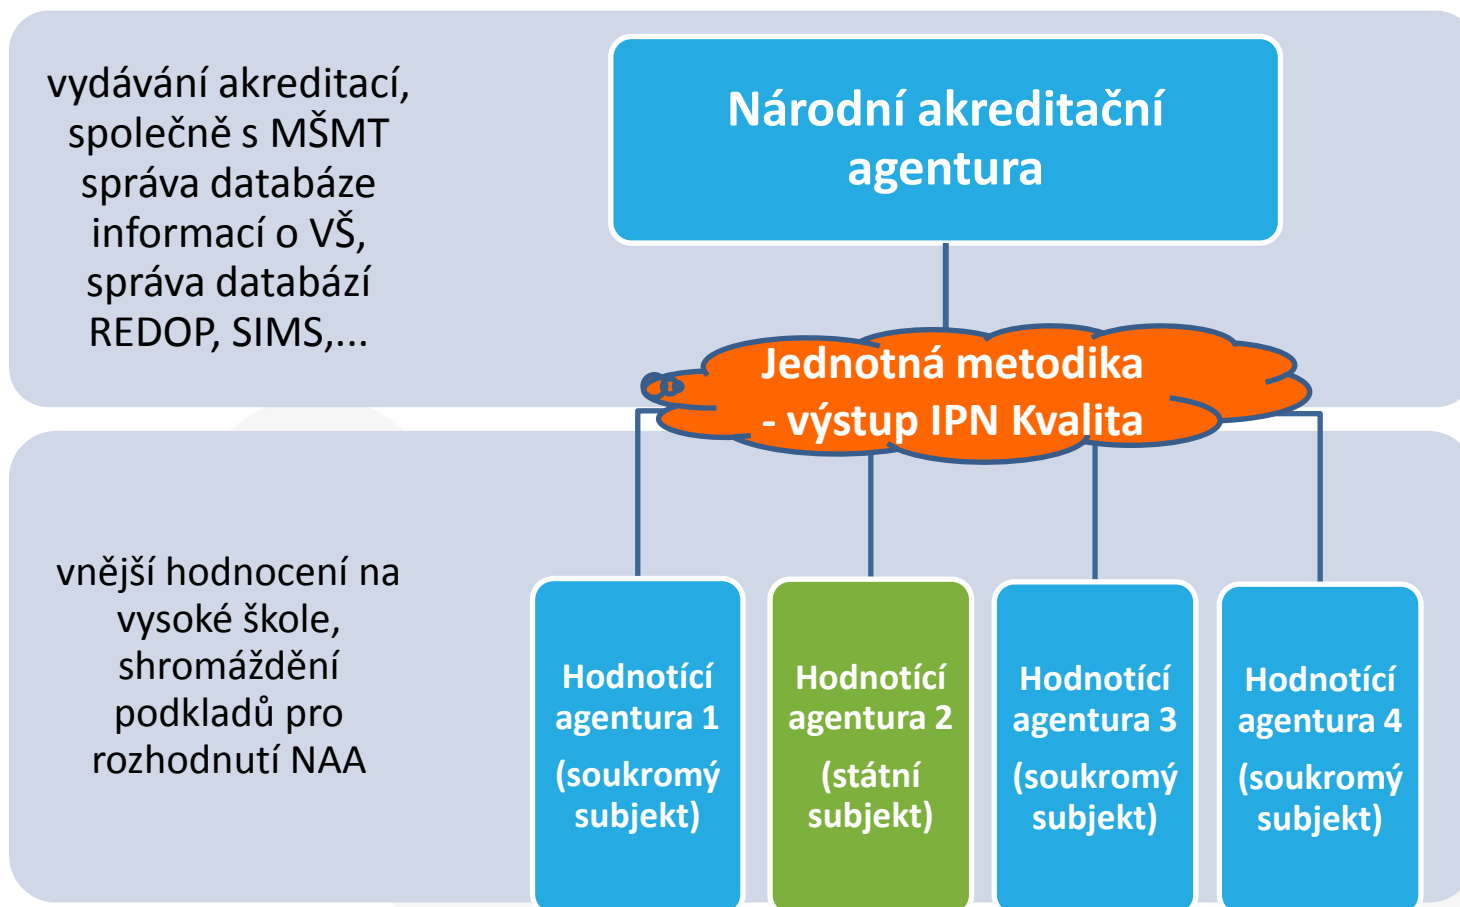 vydávání akreditací,
společně s MŠMT
správa databáze
informací o VŠ,
správa databází
REDOP, SIMS,...
Národní akreditační
agentura
Jednotná metodika
- výstup IPN Kvalita
vnější hodnocení na
vysoké škole,
shromáždění
podkladů pro
rozhodnutí NAA
Hodnotící
agentura 1
(soukromý
subjekt)
Hodnotící
agentura 2
(státní
subjekt)
Hodnotící
agentura 3
(soukromý
subjekt)
Hodnotící
agentura 4
(soukromý
subjekt)